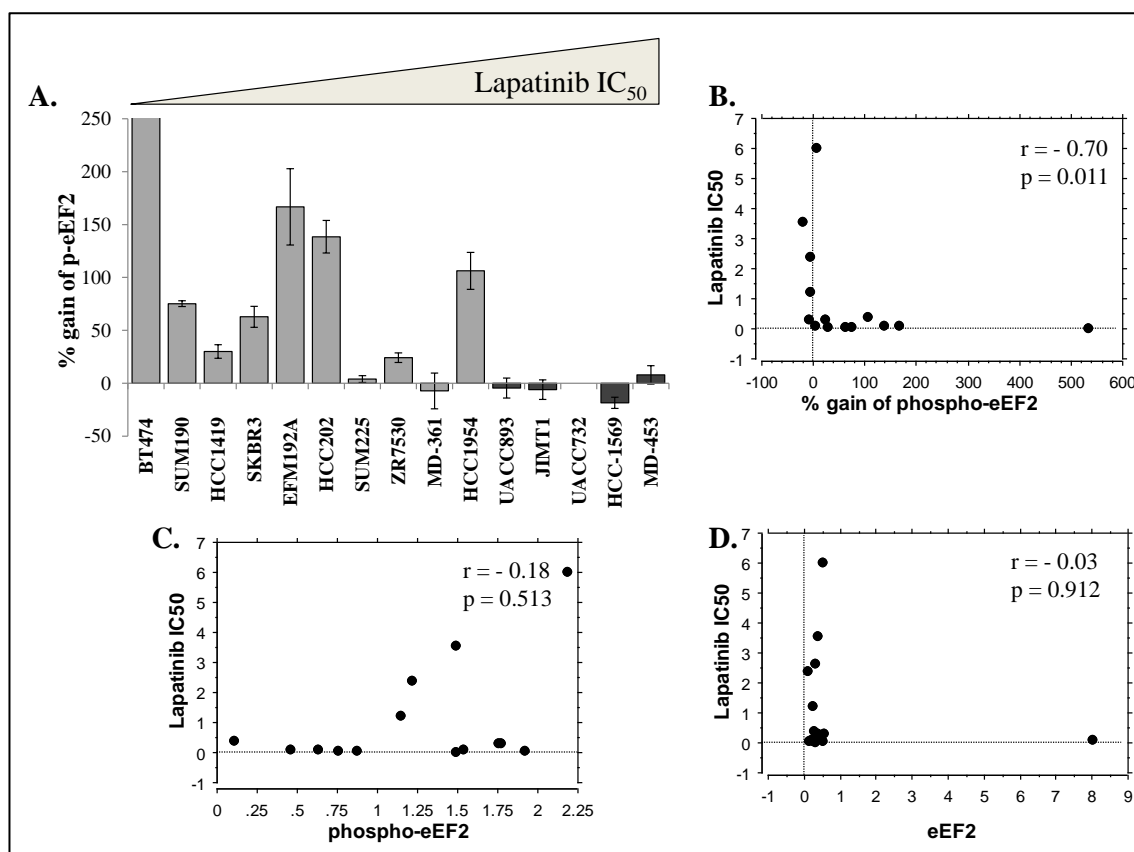 Lapatinib IC50
A.
% gain of p-eEF2
250
200
150
100
50
0
-50
BT474
SUM190
HCC1419
SKBR3
EFM192A
HCC202
SUM225
ZR7530
MD-361
HCC1954
UACC893
JIMT1
UACC732
HCC-1569
MD-453
B.
r = - 0.70
p = 0.011
Lapatinib IC50
7
6
5
4
3
2
1
0
-1
-100 0 100 200 300 400 500 600
% gain of phospho-eEF2
C.
r = - 0.18
p = 0.513
Lapatinib IC50
7
6
5
4
3
2
1
0
-1
0 .25 .5 .75 1 1.25 1.5 1.75 2 2.25
phospho-eEF2
D.
r = - 0.03
p = 0.912
Lapatinib IC50
7
6
5
4
3
2
1
0
-1
-1 0 1 2 3 4 5 6 7 8 9
eEF2